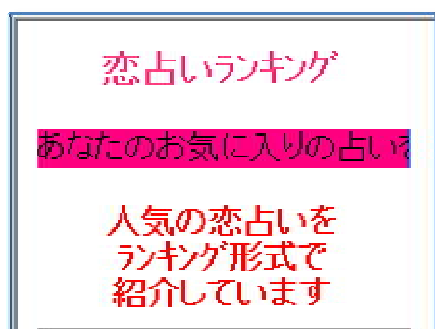 恋占いランキング
あなたのお気に入りの占いを
人気の恋占いを
ランキング形式で
紹介しています